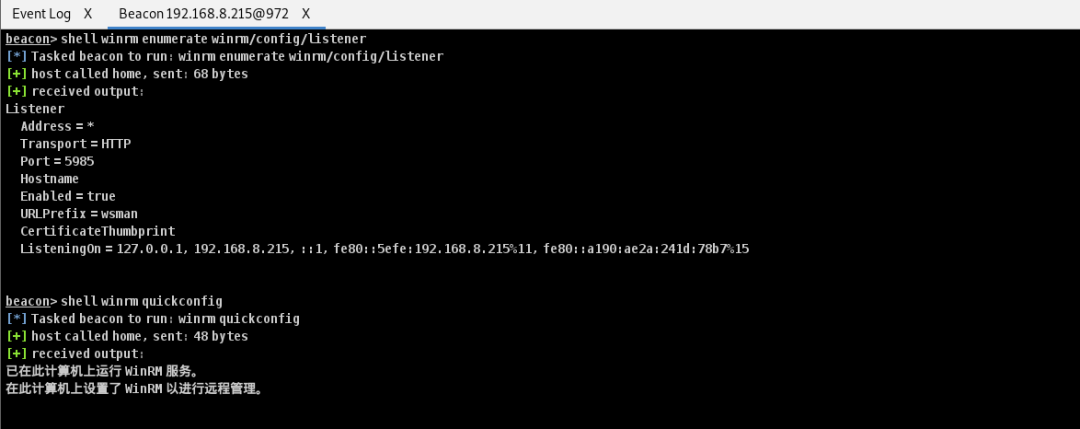 Event Log X Beacon 192.168.8.215@972 X
beacon> shell winrm enumerate winrm/config/listener
[*] Tasked beacon to run: winrm enumerate winrm/config/listener
[+] host called home, sent: 68 bytes
[+] received output:
Listener
Address = *
Transport = HTTP
Port = 5985
Hostname
Enabled = true
URLPrefix = wsman
CertificateThumbprint
ListeningOn = 127.0.0.1, 192.168.8.215, ::1, fe80::5efe:192.168.8.215%11, fe80::a190:ae2a:241d:78b7%15
beacon> shell winrm quickconfig
[*] Tasked beacon to run: winrm quickconfig
[+] host called home, sent: 48 bytes
[+] received output:
已在此计算机上运行 WinRM 服务。
在此计算机上设置了 WinRM 以进行远程管理。